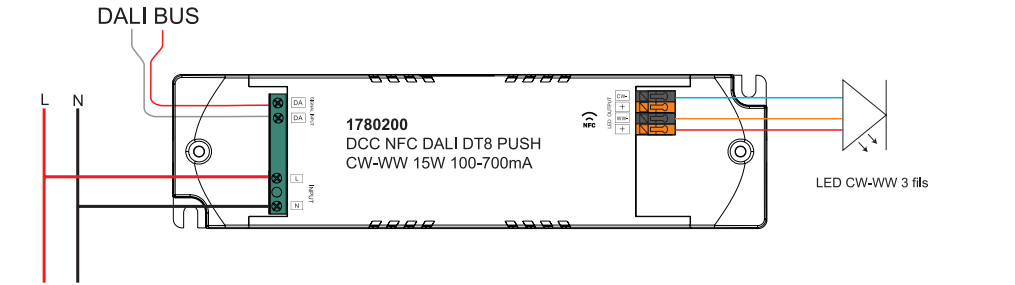 DALI BUS
L N
DA
DA
SIGNAL INPUT
L
N
INPUT
1780200
DCC NFC DALI DT8 PUSH
CW-WW 15W 100-700mA
NFC
LED OUTPUT
CW-
+
WW-
+
LED CW-WW 3 fils